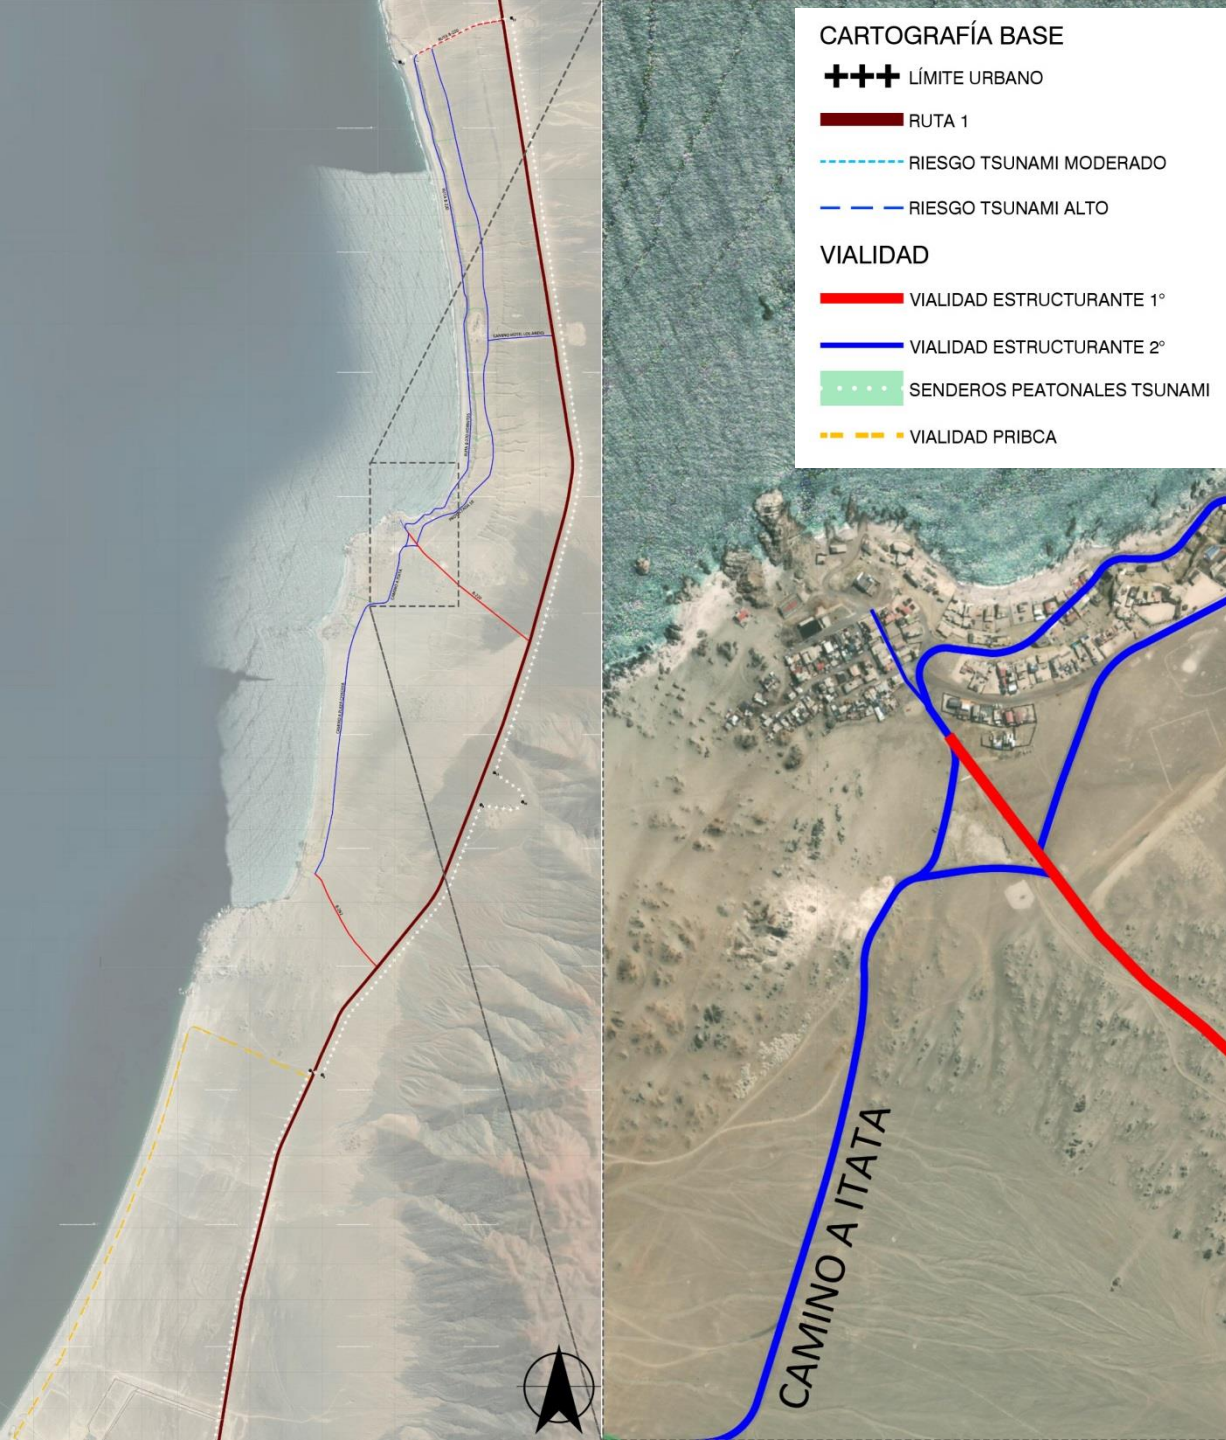 CARTOGRAFÍA BASE
LÍMITE URBANO
RUTA 1
RIESGO TSUNAMI MODERADO
RIESGO TSUNAMI ALTO
VIALIDAD
VIALIDAD ESTRUCTURANTE 1°
VIALIDAD ESTRUCTURANTE 2°
SENDEROS PEATONALES TSUNAMI
VIALIDAD PRIBCA
CAMINO A ITATA